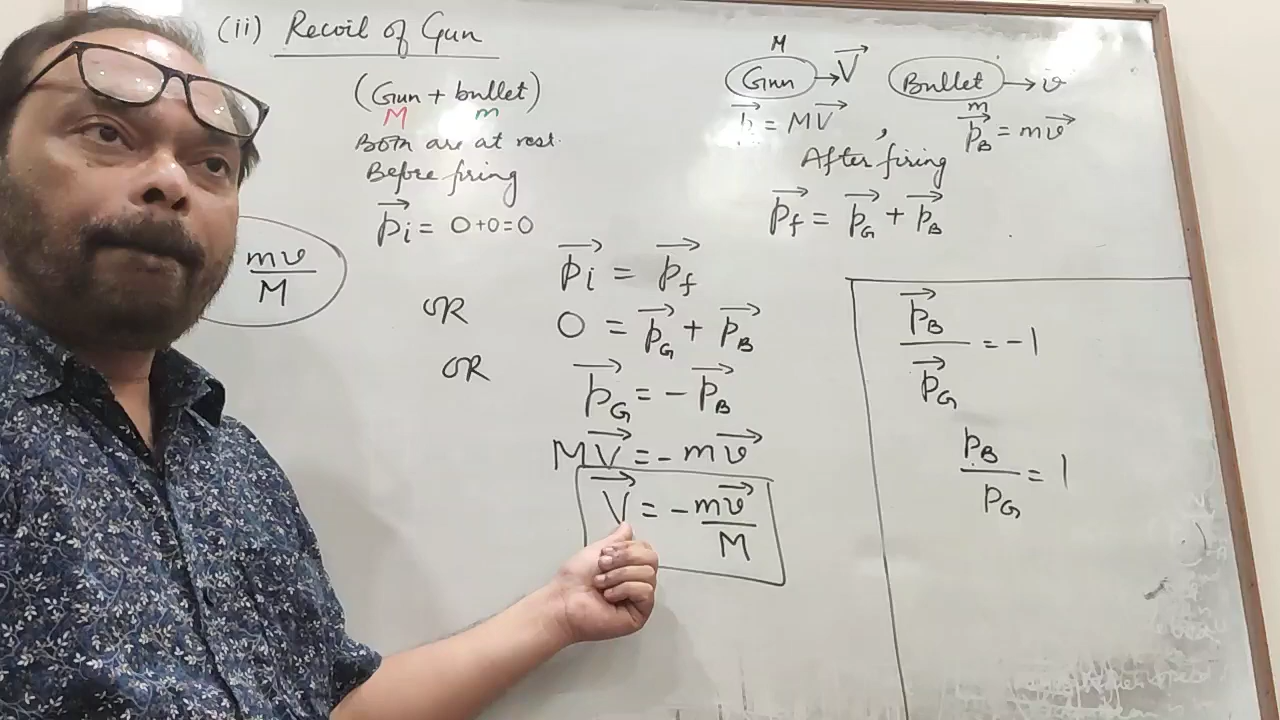 (ii) Recoil of Gun
(Gun + bullet)
M m
Both are at rest.
Before firing
p⃗i = 0+0=0
M
Gun → V⃗ Bullet → v
m
= MV⃗ , p⃗B = mv⃗
After firing
p⃗f = p⃗G + p⃗B
mv
M
p⃗i = p⃗f
OR 0 = p⃗G + p⃗B
OR p⃗G = - p⃗B
MV⃗ = - mv⃗
V⃗ = - mv⃗
M
p⃗B
p⃗G = -1
pB
pG = 1